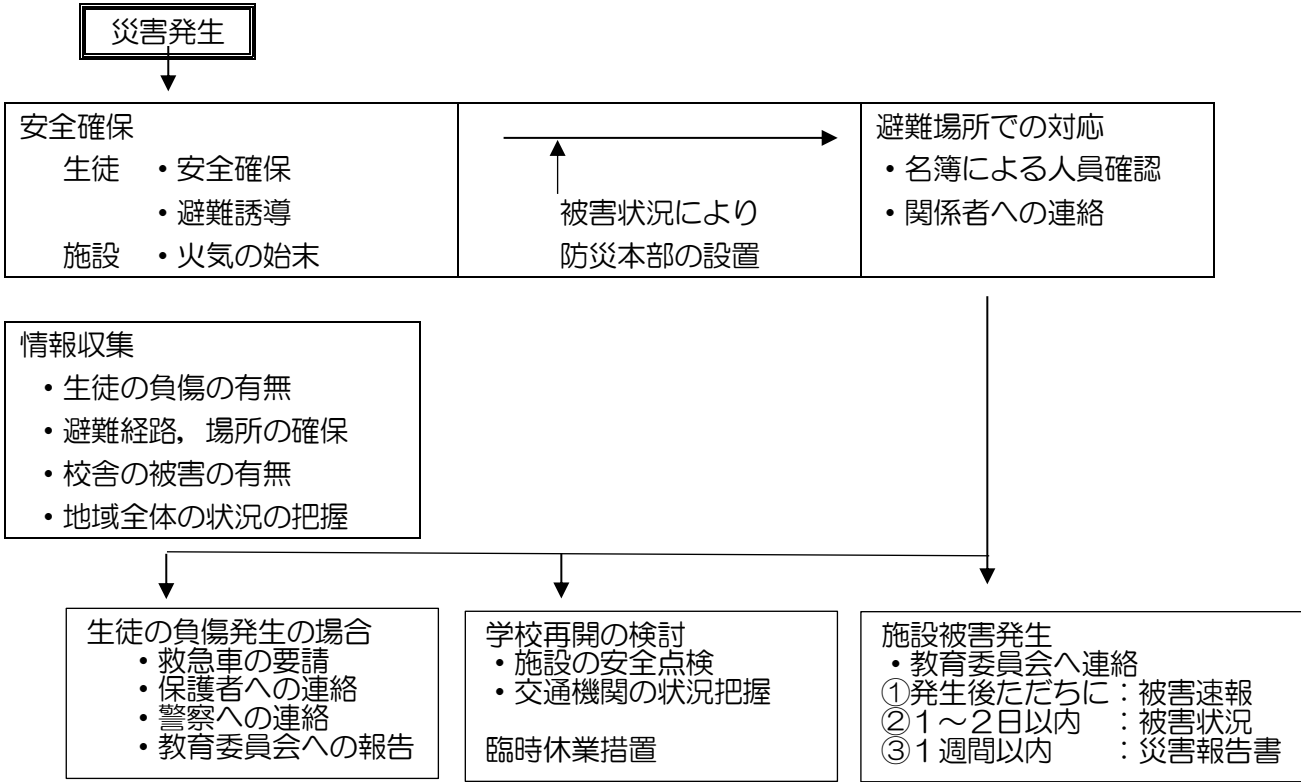 災害発生
安全確保
生徒 ・安全確保
・避難誘導
施設 ・火気の始末
被害状況により
防災本部の設置
避難場所での対応
・名簿による人員確認
・関係者への連絡
情報収集
・生徒の負傷の有無
・避難経路，場所の確保
・校舎の被害の有無
・地域全体の状況の把握
生徒の負傷発生の場合
・救急車の要請
・保護者への連絡
・警察への連絡
・教育委員会への報告
学校再開の検討
・施設の安全点検
・交通機関の状況把握
臨時休業措置
施設被害発生
・教育委員会へ連絡
①発生後ただちに：被害速報
②１～２日以内　：被害状況
③１週間以内　　：災害報告書